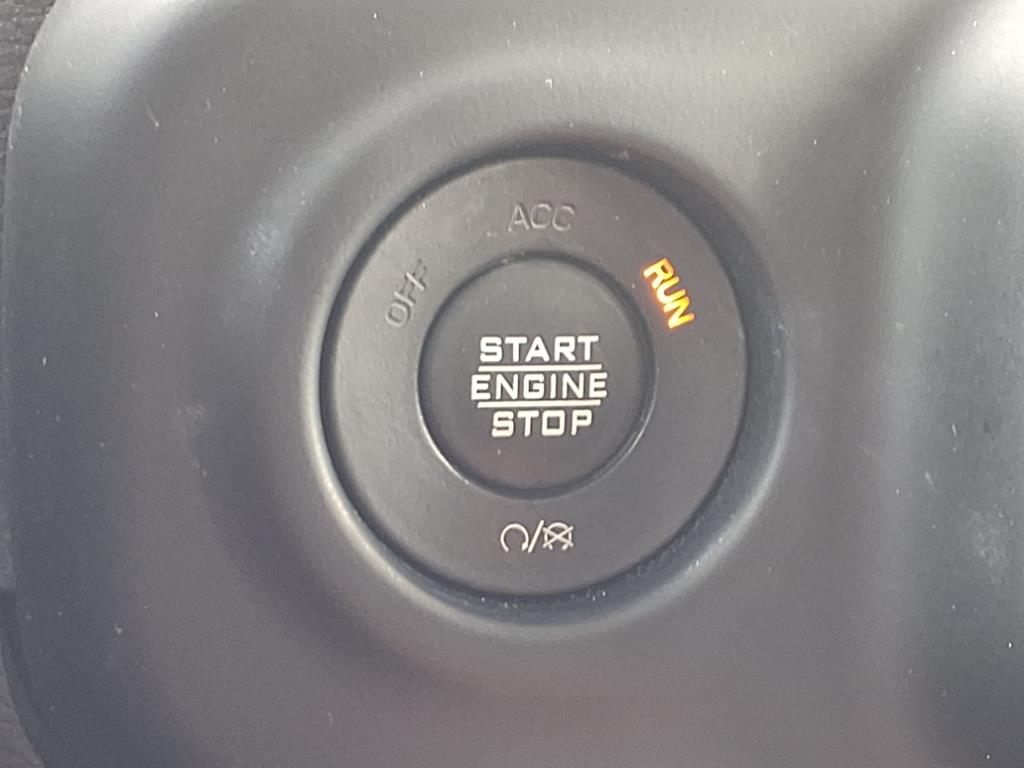 ACC
OFF
RUN
START
ENGINE
STOP